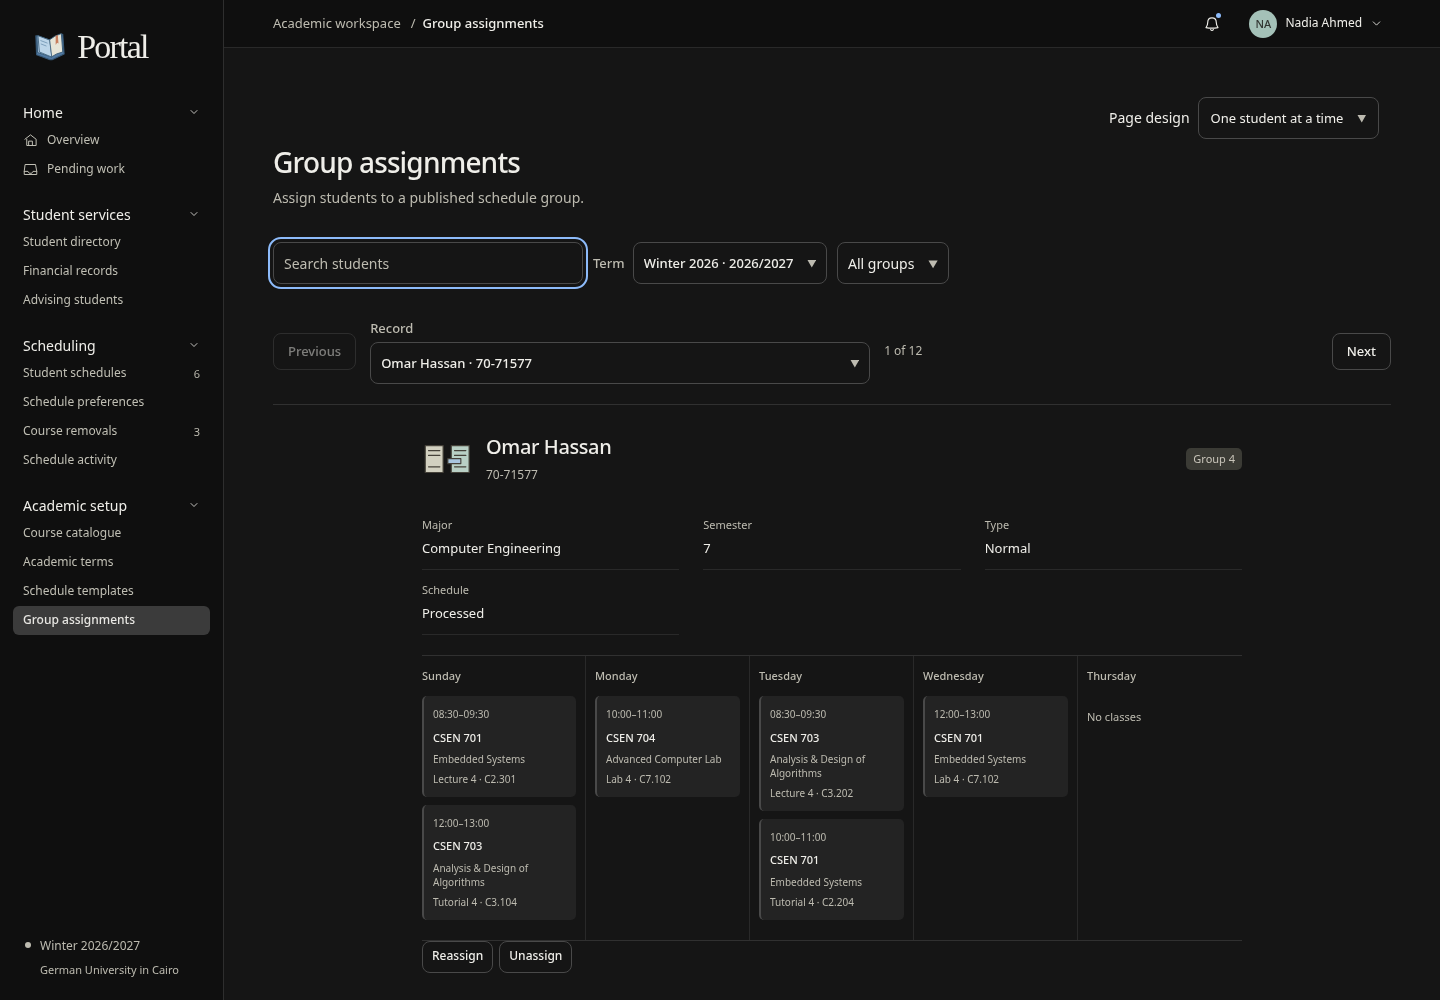 Portal
Academic workspace / Group assignments
NA Nadia Ahmed
Home
Overview
Pending work
Student services
Student directory
Financial records
Advising students
Scheduling
Student schedules 6
Schedule preferences
Course removals 3
Schedule activity
Academic setup
Course catalogue
Academic terms
Schedule templates
Group assignments
Winter 2026/2027
German University in Cairo
Page design One student at a time
Group assignments
Assign students to a published schedule group.
Search students Term Winter 2026 · 2026/2027 All groups
Record
Previous Omar Hassan · 70-71577 1 of 12 Next
Omar Hassan
70-71577
Group 4
Major
Computer Engineering
Semester
7
Type
Normal
Schedule
Processed
Sunday
08:30–09:30
CSEN 701
Embedded Systems
Lecture 4 · C2.301
12:00–13:00
CSEN 703
Analysis & Design of
Algorithms
Tutorial 4 · C3.104
Monday
10:00–11:00
CSEN 704
Advanced Computer Lab
Lab 4 · C7.102
Tuesday
08:30–09:30
CSEN 703
Analysis & Design of
Algorithms
Lecture 4 · C3.202
10:00–11:00
CSEN 701
Embedded Systems
Tutorial 4 · C2.204
Wednesday
12:00–13:00
CSEN 701
Embedded Systems
Lab 4 · C7.102
Thursday
No classes
Reassign Unassign